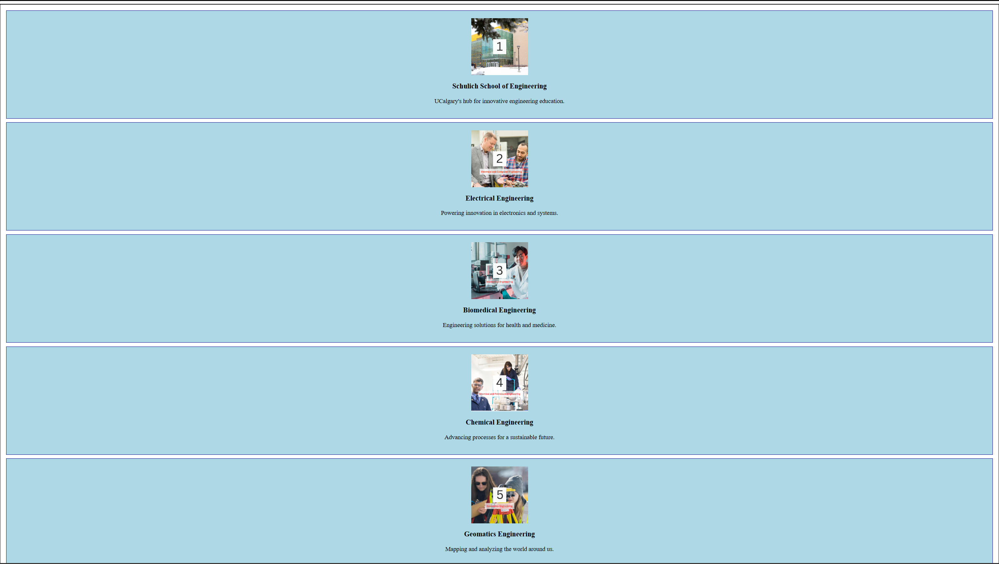 1
Schulich School of Engineering
UCalgary's hub for innovative engineering education.
2
Electrical and Computer Engineering
Electrical Engineering
Powering innovation in electronics and systems.
3
Biomedical Engineering
Biomedical Engineering
Engineering solutions for health and medicine.
4
Chemical and Petroleum Engineering
Chemical Engineering
Advancing processes for a sustainable future.
5
Geomatics Engineering
Geomatics Engineering
Mapping and analyzing the world around us.